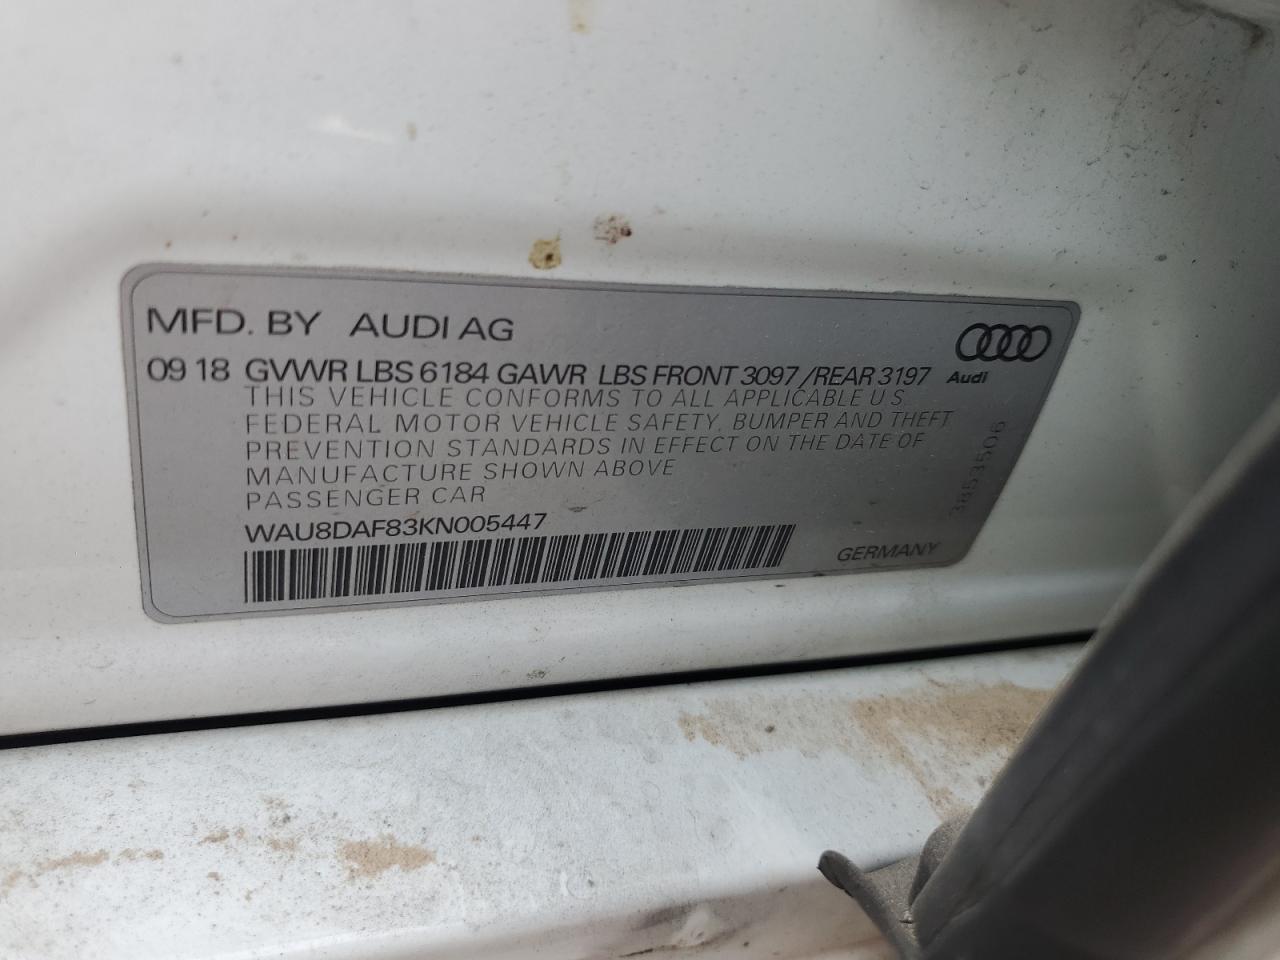 MFD. BY AUDI AG
09 18 GVWR LBS 6184 GAWR LBS FRONT 3097 /REAR 3197
Audi
THIS VEHICLE CONFORMS TO ALL APPLICABLE U.S.
FEDERAL MOTOR VEHICLE SAFETY, BUMPER AND THEFT
PREVENTION STANDARDS IN EFFECT ON THE DATE OF
MANUFACTURE SHOWN ABOVE
PASSENGER CAR
WAU8DAF83KN005447
GERMANY
3853506